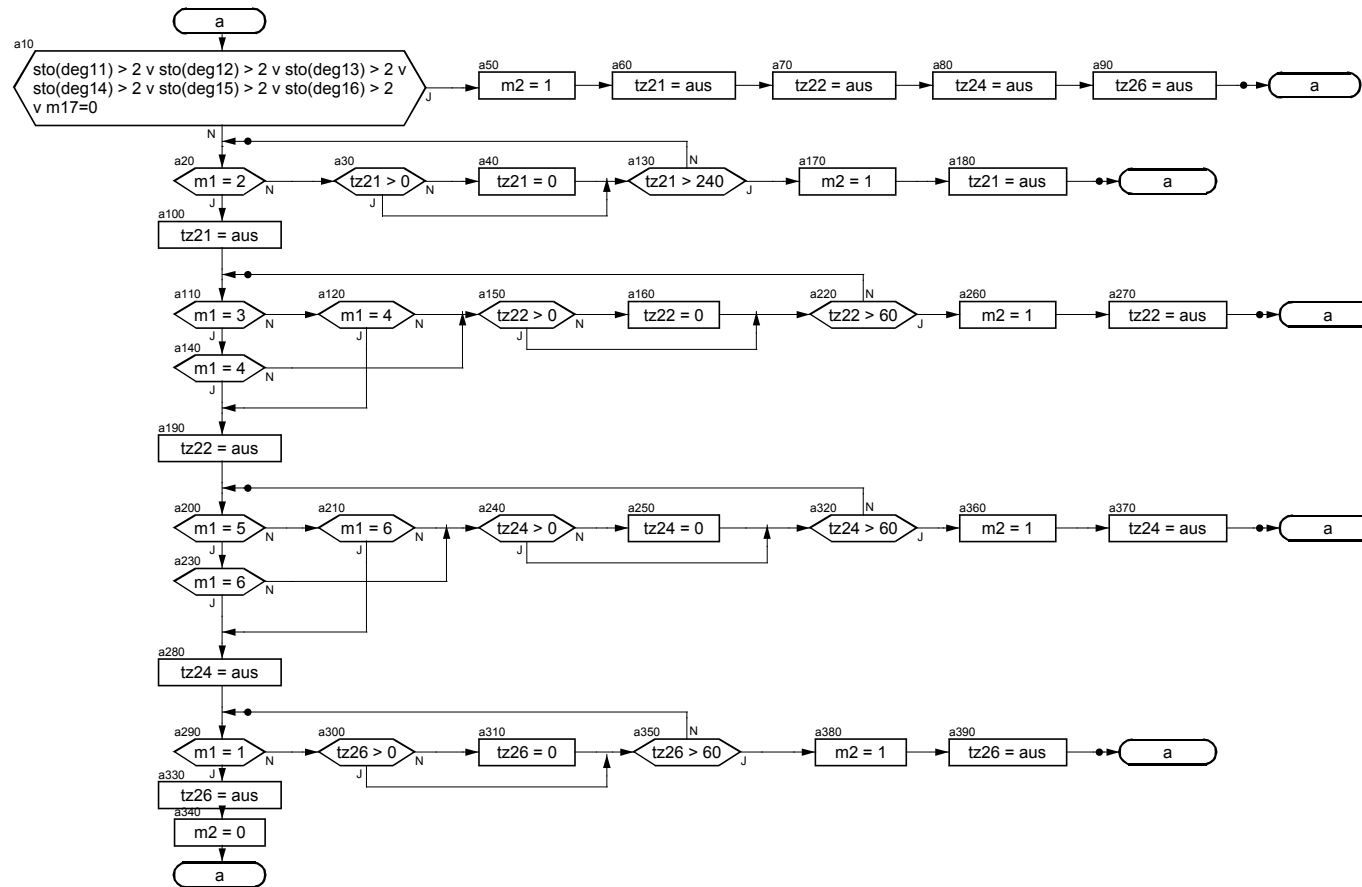 a
a10
sto(deg11) > 2 v sto(deg12) > 2 v sto(deg13) > 2 v
sto(deg14) > 2 v sto(deg15) > 2 v sto(deg16) > 2
v m17=0
J
N
a50
m2 = 1
a60
tz21 = aus
a70
tz22 = aus
a80
tz24 = aus
a90
tz26 = aus
a
a20
m1 = 2
N
J
a30
tz21 > 0
N
J
a40
tz21 = 0
a130
N
tz21 > 240
J
a170
m2 = 1
a180
tz21 = aus
a
a100
tz21 = aus
a110
m1 = 3
N
J
a120
m1 = 4
N
J
a150
tz22 > 0
N
J
a160
tz22 = 0
a220
N
tz22 > 60
J
a260
m2 = 1
a270
tz22 = aus
a
a140
m1 = 4
N
J
a190
tz22 = aus
a200
m1 = 5
N
J
a210
m1 = 6
N
J
a240
tz24 > 0
N
J
a250
tz24 = 0
a320
N
tz24 > 60
J
a360
m2 = 1
a370
tz24 = aus
a
a230
m1 = 6
N
J
a280
tz24 = aus
a290
m1 = 1
N
J
a300
tz26 > 0
N
J
a310
tz26 = 0
a350
N
tz26 > 60
J
a380
m2 = 1
a390
tz26 = aus
a
a330
tz26 = aus
a340
m2 = 0
a